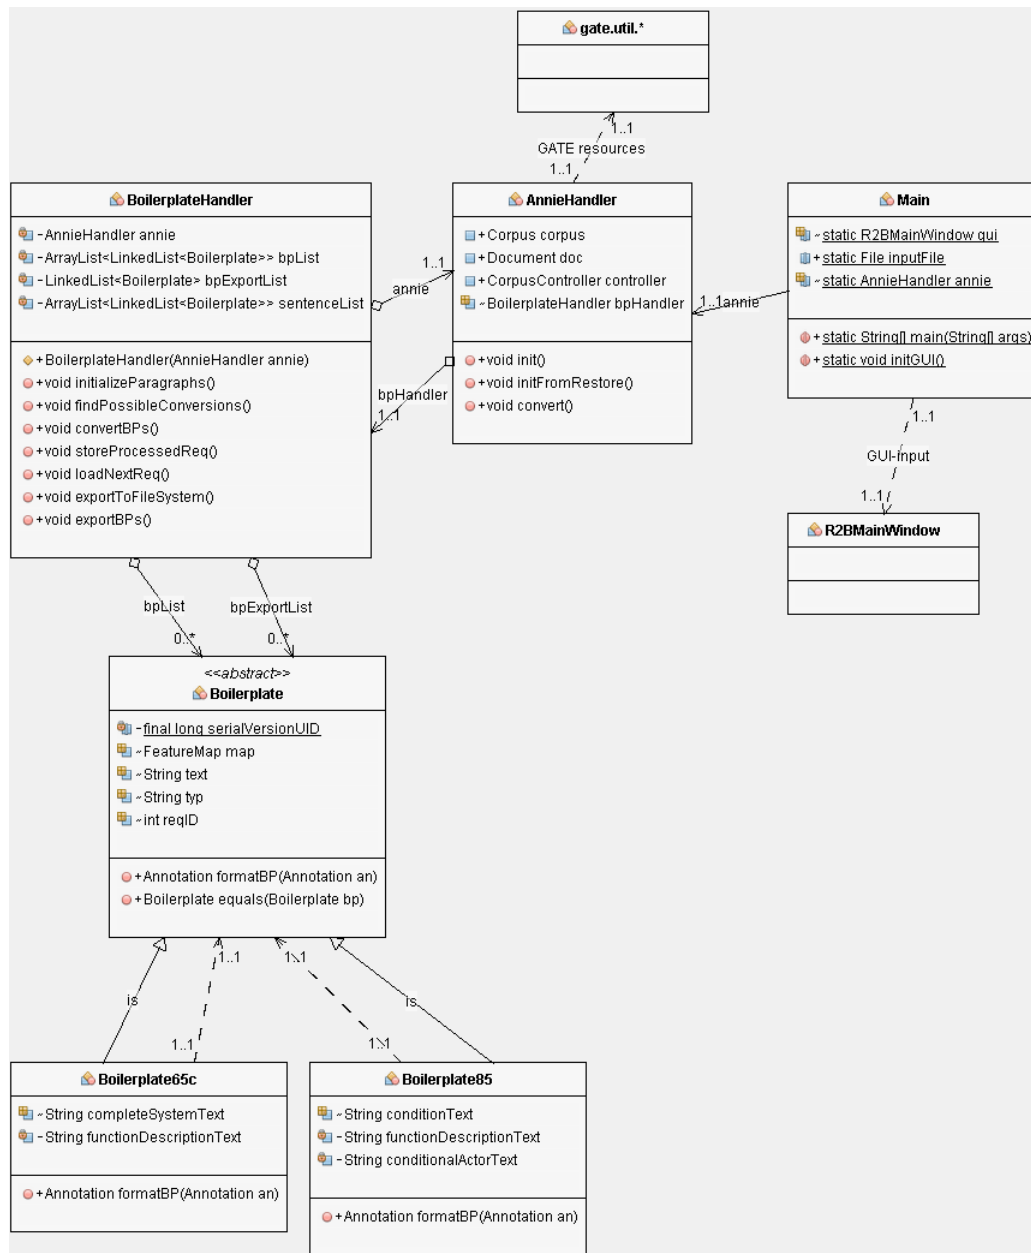 gate.util.*
1..1
GATE resources
1..1
BoilerplateHandler
-AnnieHandler annie
-ArrayList<LinkedList<Boilerplate>> bpList
-LinkedList<Boilerplate> bpExportList
-ArrayList<LinkedList<Boilerplate>> sentenceList
+BoilerplateHandler(AnnieHandler annie)
+void initializeParagraphs()
+void findPossibleConversions()
+void convertBPs()
+void storeProcessedReq()
+void loadNextReq()
+void exportToFileSystem()
+void exportBPs()
1..1
annie
bpHandler
1..1
AnnieHandler
+Corpus corpus
+Document doc
+CorpusController controller
~BoilerplateHandler bpHandler
+void init()
+void initFromRestore()
+void convert()
1..1annie
Main
~static R2BMainWindow gui
+static File inputFile
~static AnnieHandler annie
+static String[] main(String[] args)
+static void initGUI()
1..1
GUI-Input
1..1
R2BMainWindow
bpList
bpExportList
0..*
0..*
<<abstract>>
Boilerplate
-final long serialVersionUID
~FeatureMap map
~String text
~String typ
~int reqID
+Annotation formatBP(Annotation an)
+Boilerplate equals(Boilerplate bp)
1..1
1..1
is
is
1..1
1..1
Boilerplate65c
~String completeSystemText
-String functionDescriptionText
+Annotation formatBP(Annotation an)
Boilerplate85
~String conditionText
-String functionDescriptionText
-String conditionalActorText
+Annotation formatBP(Annotation an)